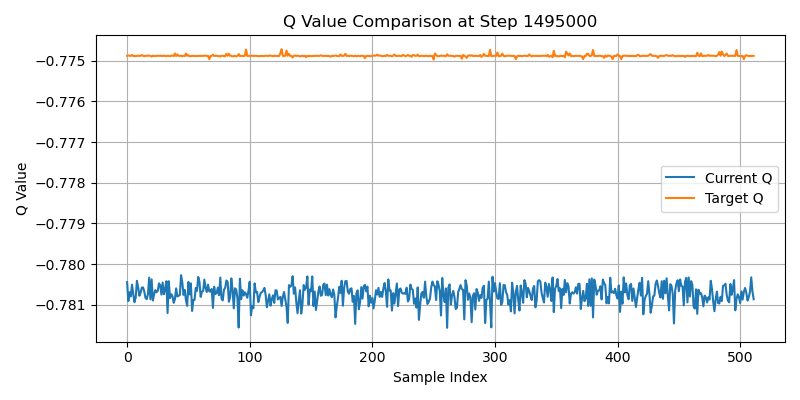 Q Value Comparison at Step 1495000
Q Value
−0.775
−0.776
−0.777
−0.778
−0.779
−0.780
−0.781
Current Q
Target Q
0
100
200
300
400
500
Sample Index